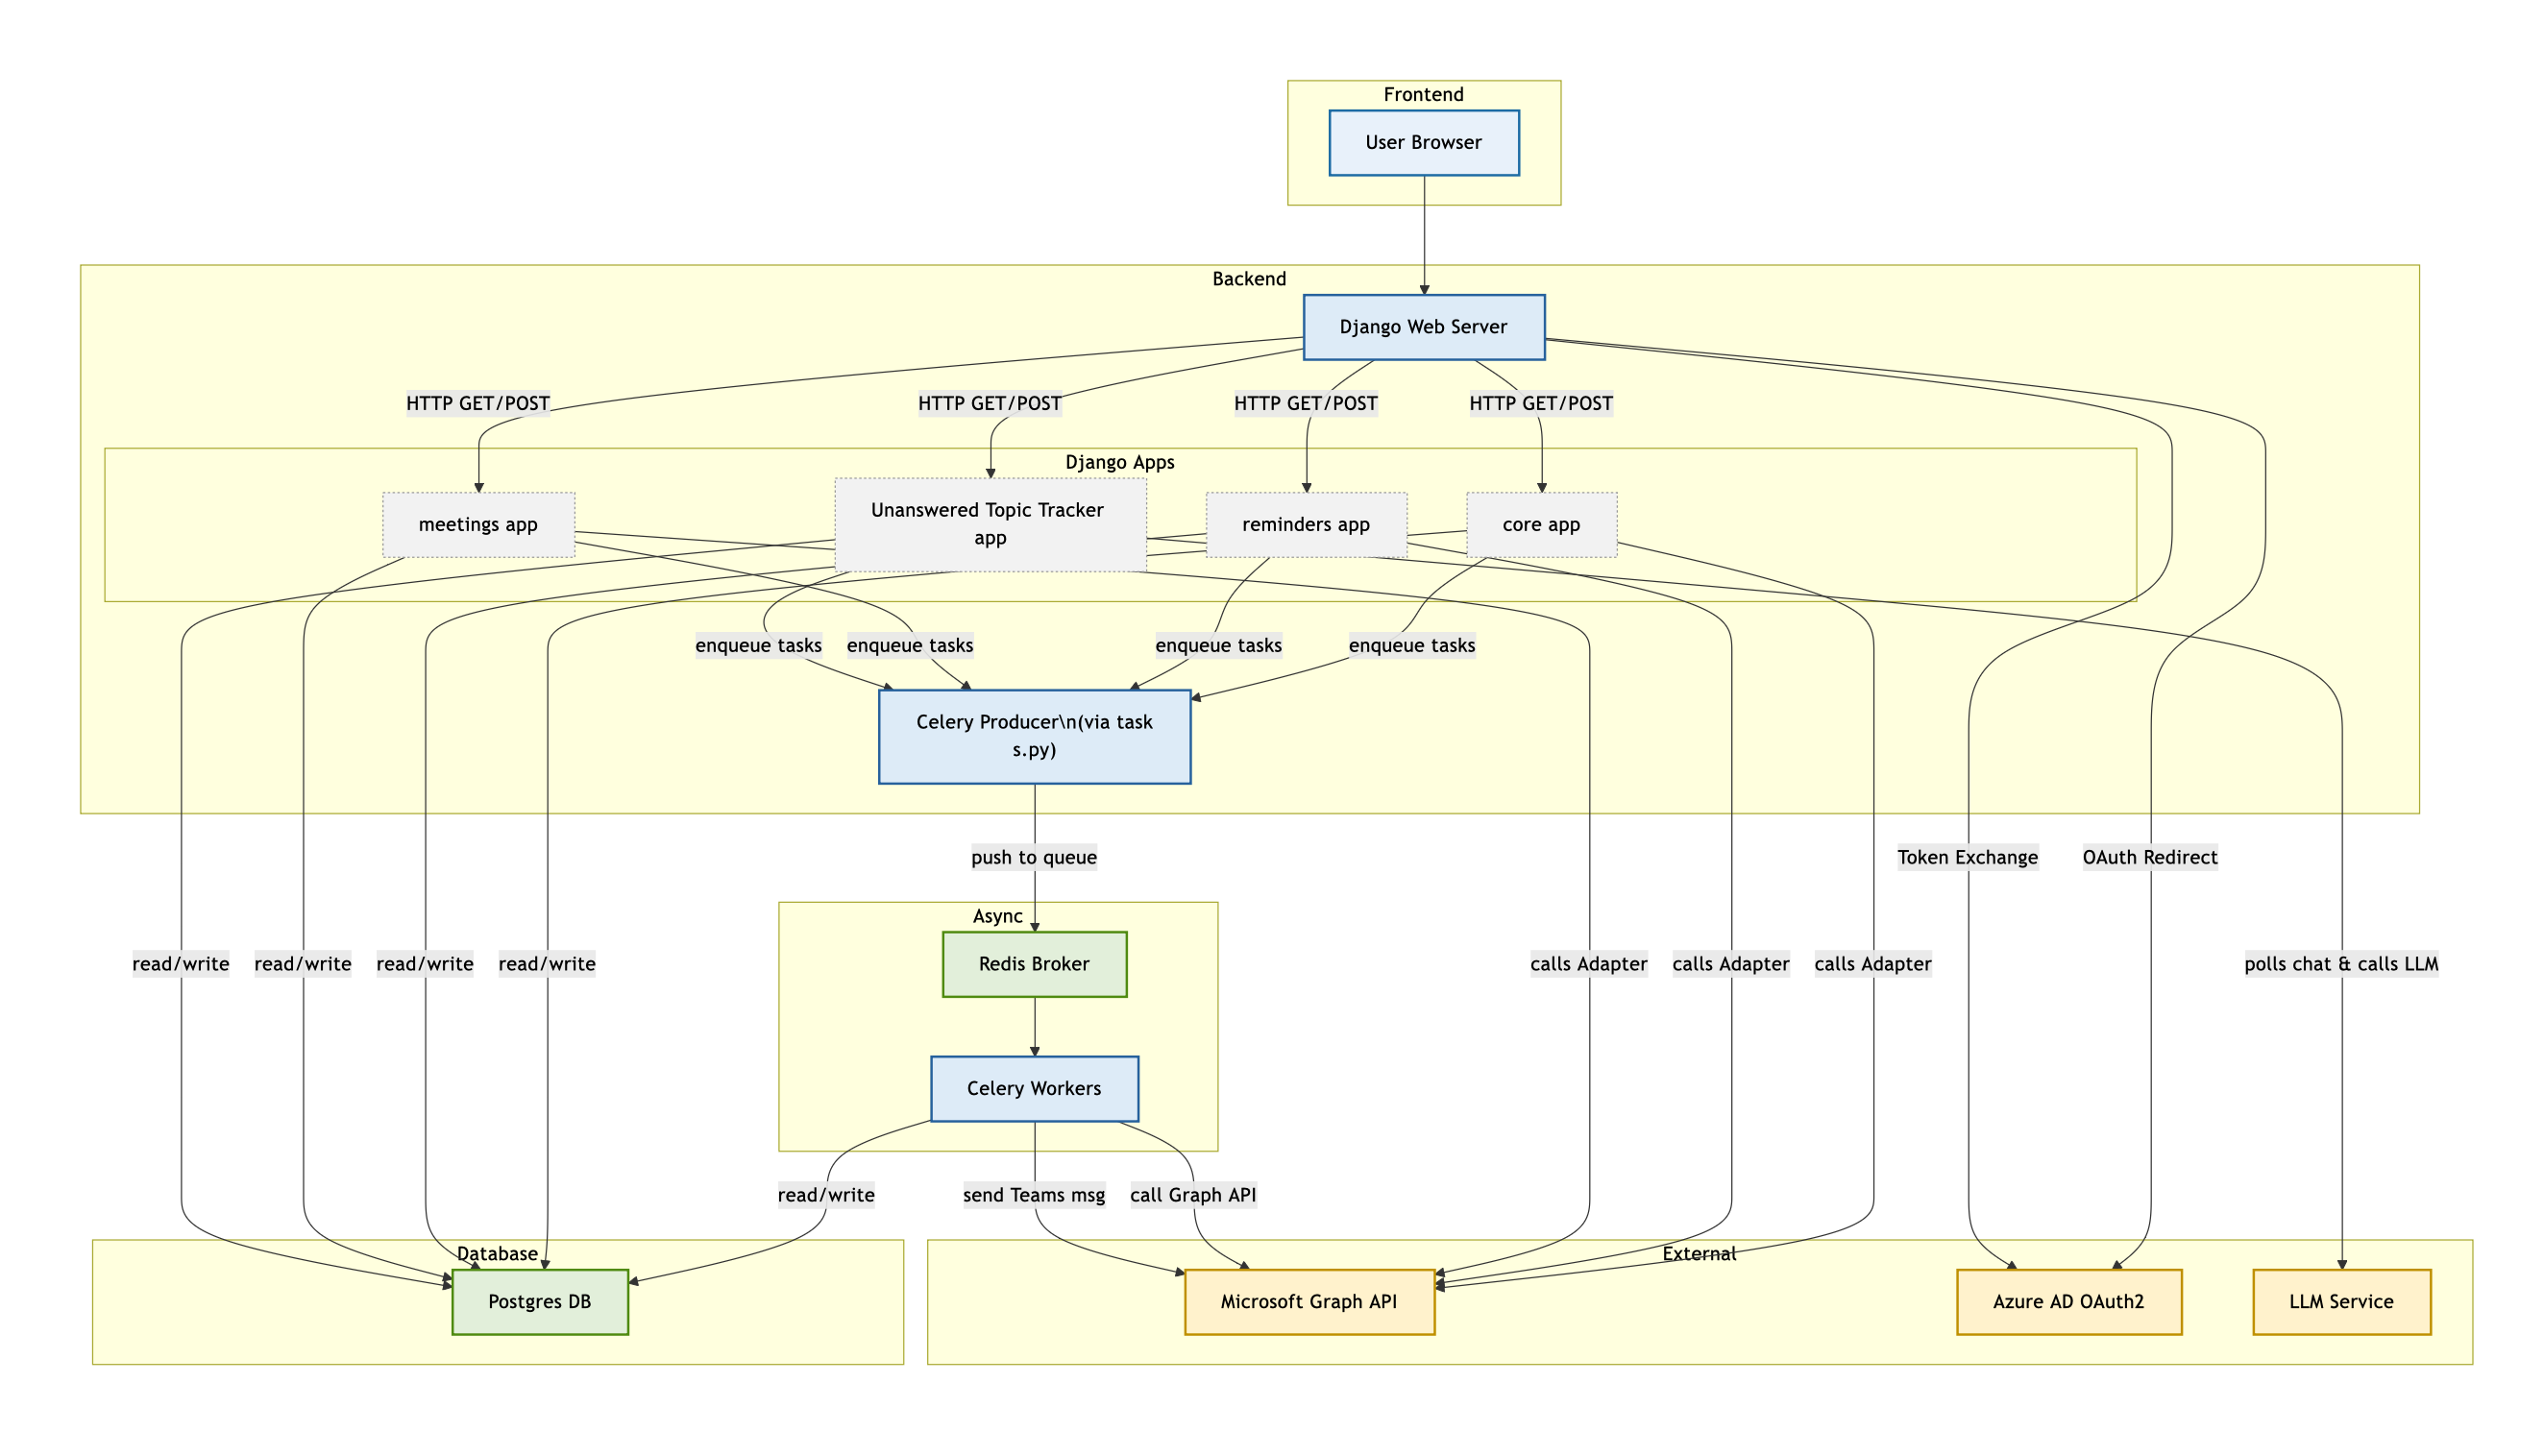 Frontend
User Browser
Backend
Django Web Server
HTTP GET/POST
HTTP GET/POST
HTTP GET/POST
HTTP GET/POST
Django Apps
meetings app
Unanswered Topic Tracker
app
reminders app
core app
enqueue tasks
enqueue tasks
enqueue tasks
enqueue tasks
Celery Producer\n(via task
s.py)
push to queue
Token Exchange
OAuth Redirect
Async
Redis Broker
read/write
read/write
read/write
read/write
calls Adapter
calls Adapter
calls Adapter
polls chat & calls LLM
Celery Workers
read/write
send Teams msg
call Graph API
Database
Postgres DB
External
Microsoft Graph API
Azure AD OAuth2
LLM Service